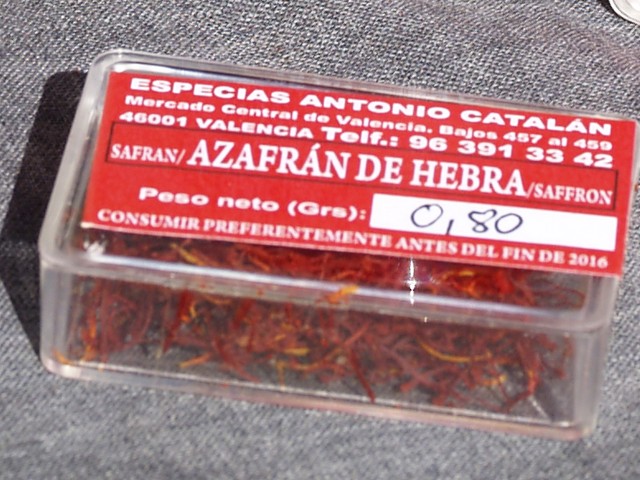 ESPECIAS ANTONIO CATALÁN
Mercado Central de Valencia. Bajos 457 al 459
46001 VALENCIA Telf.: 96 391 33 42
SAFRAN/ AZAFRÁN DE HEBRA/SAFFRON
Peso neto (Grs): 0,80
CONSUMIR PREFERENTEMENTE ANTES DEL FIN DE 2016